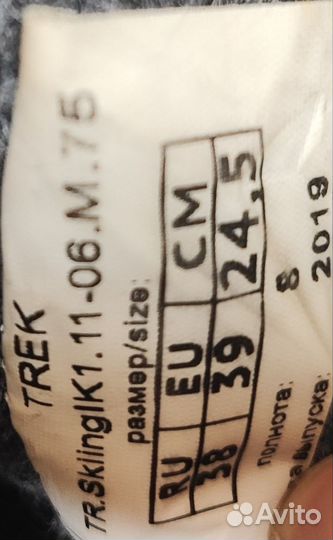 TREK
TR.SkiingIK1.11-06.M.75
размер/size:
RU EU CM
38 39 24,5
полнота: 8
выпуска: 2019
Avito